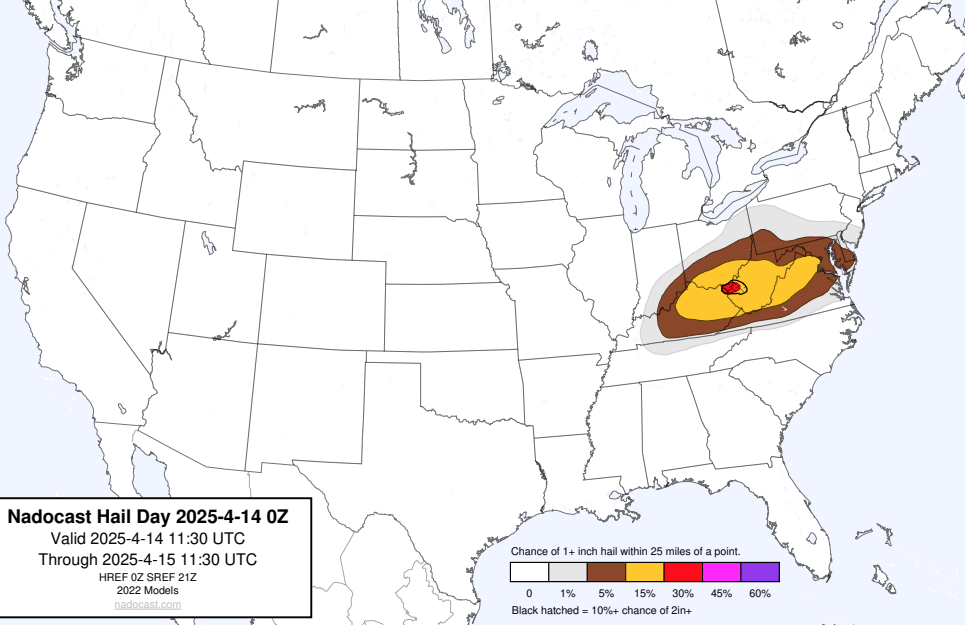 Nadocast Hail Day 2025-4-14 0Z
Valid 2025-4-14 11:30 UTC
Through 2025-4-15 11:30 UTC
HREF 0Z SREF 21Z
2022 Models
nadocast.com
Chance of 1+ inch hail within 25 miles of a point.
0 1% 5% 15% 30% 45% 60%
Black hatched = 10%+ chance of 2in+